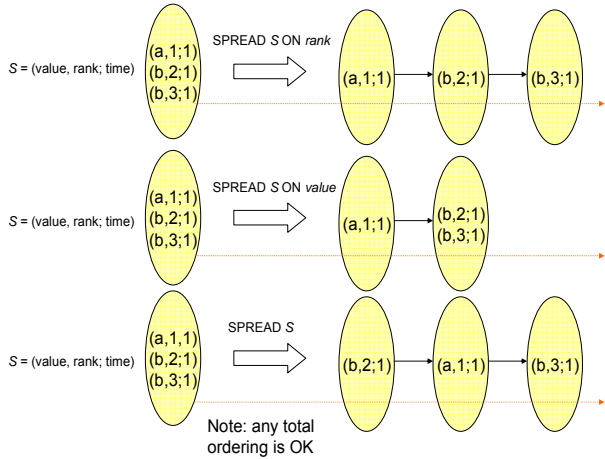 S = (value, rank; time)
(a,1;1)
(b,2;1)
(b,3;1)
SPREAD S ON rank
(a,1;1)
(b,2;1)
(b,3;1)
S = (value, rank; time)
(a,1;1)
(b,2;1)
(b,3;1)
SPREAD S ON value
(a,1;1)
(b,2;1)
(b,3;1)
S = (value, rank; time)
(a,1,1)
(b,2;1)
(b,3;1)
SPREAD S
(b,2;1)
(a,1;1)
(b,3;1)
Note: any total
ordering is OK